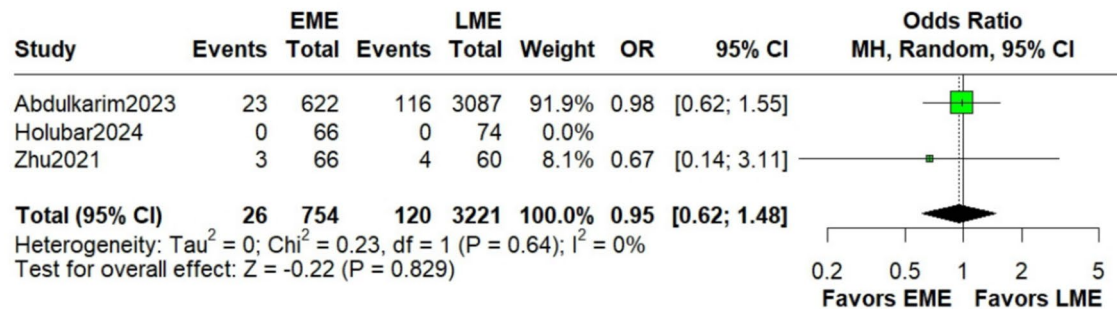 EME LME Odds Ratio
Study Events Total Events Total Weight OR 95% CI MH, Random, 95% CI
Abdulkarim2023 23 622 116 3087 91.9% 0.98 [0.62; 1.55]
Holubar2024 0 66 0 74 0.0%
Zhu2021 3 66 4 60 8.1% 0.67 [0.14; 3.11]
Total (95% CI) 26 754 120 3221 100.0% 0.95 [0.62; 1.48]
Heterogeneity: Tau² = 0; Chi² = 0.23, df = 1 (P = 0.64); I² = 0%
Test for overall effect: Z = -0.22 (P = 0.829)
0.2 0.5 1 2 5
Favors EME Favors LME